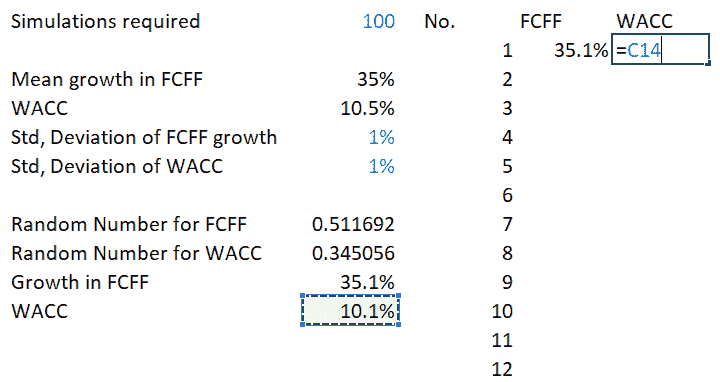 Simulations required 100 No. FCFF WACC
1 35.1% =C14
Mean growth in FCFF 35% 2
WACC 10.5% 3
Std, Deviation of FCFF growth 1% 4
Std, Deviation of WACC 1% 5
6
Random Number for FCFF 0.511692 7
Random Number for WACC 0.345056 8
Growth in FCFF 35.1% 9
WACC 10.1% 10
11
12